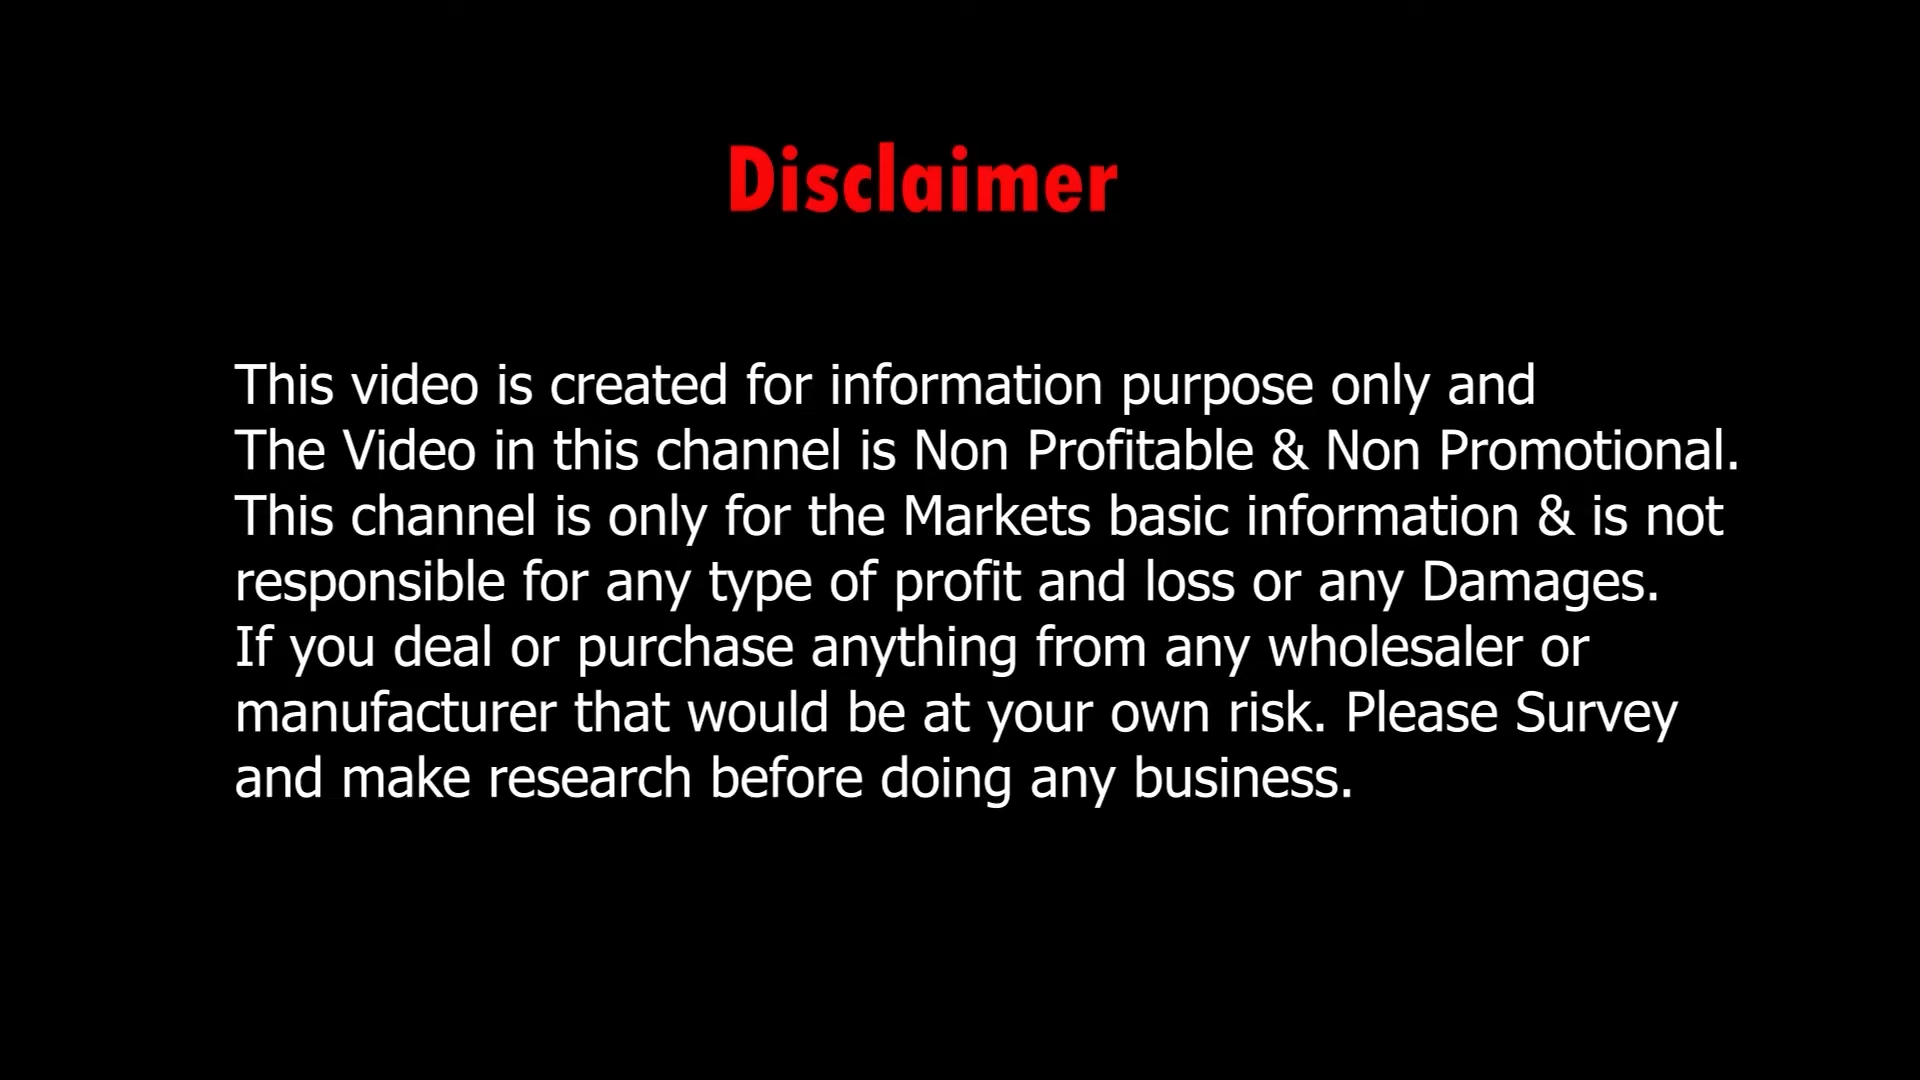 Disclaimer
This video is created for information purpose only and
The Video in this channel is Non Profitable & Non Promotional.
This channel is only for the Markets basic information & is not
responsible for any type of profit and loss or any Damages.
If you deal or purchase anything from any wholesaler or
manufacturer that would be at your own risk. Please Survey
and make research before doing any business.